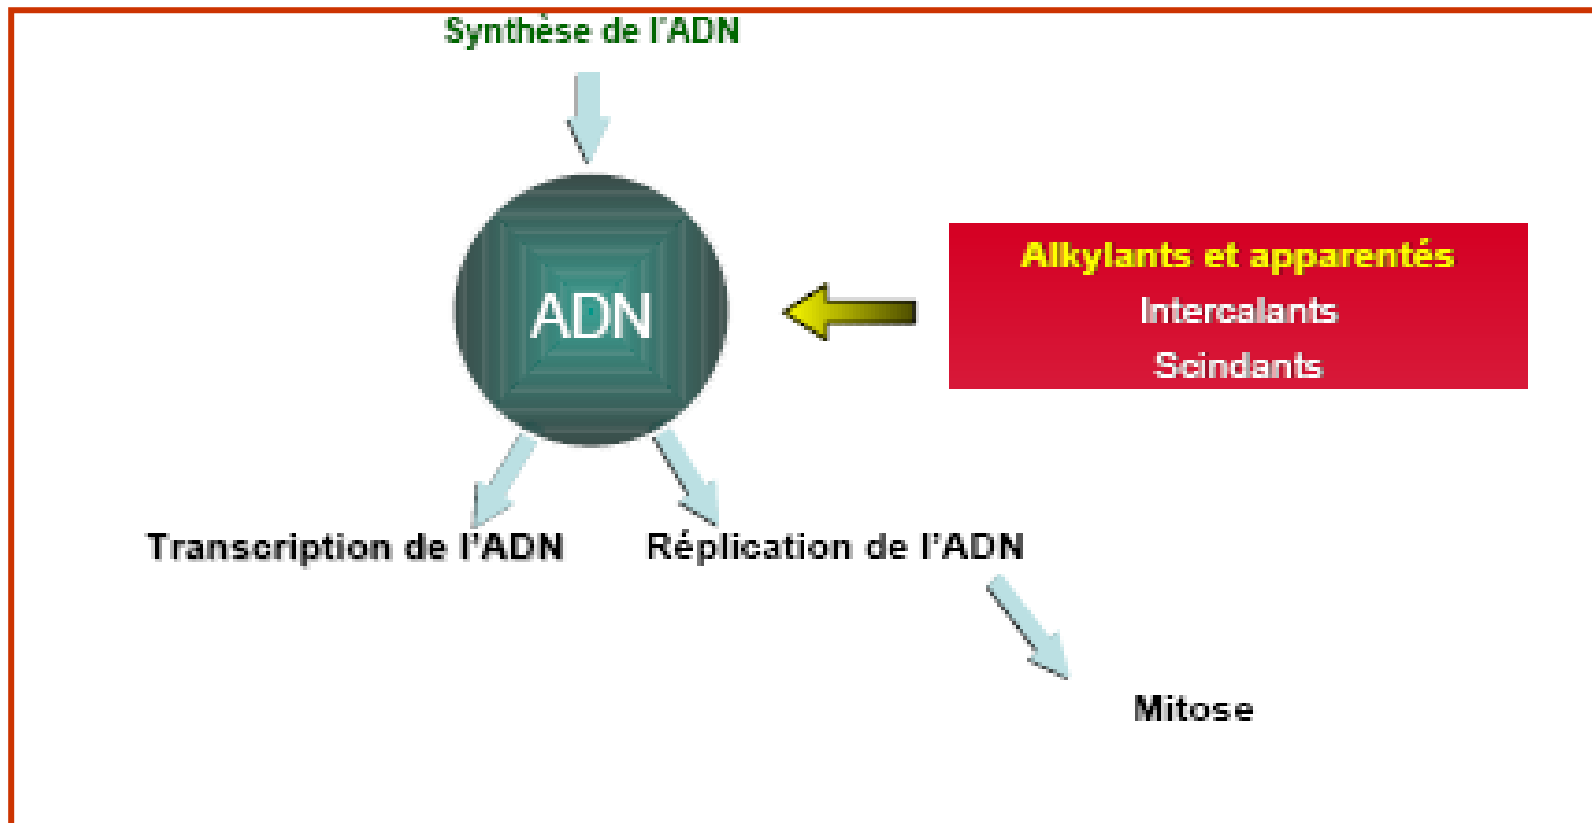 Synthèse de l'ADN
ADN
Alkylants et apparentés
Intercalants
Scindants
Transcription de l'ADN
Réplication de l'ADN
Mitose